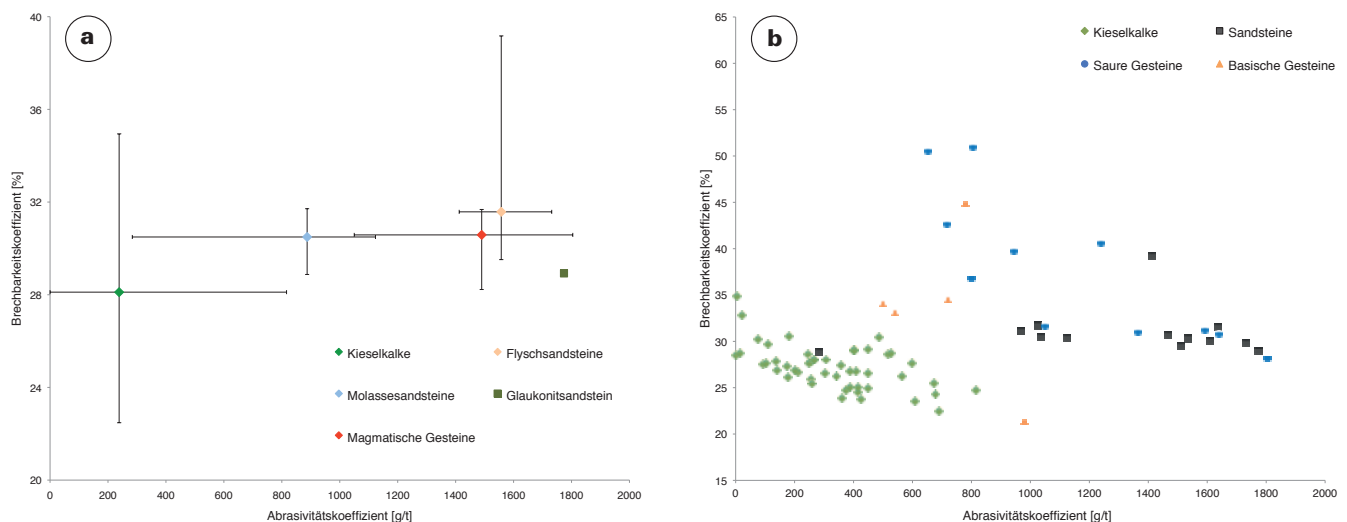 a
Brechbarkeitskoeffizient [%]
40
36
32
28
24
20
Kieselkalke
Flyschsandsteine
Molassesandsteine
Glaukonitsandstein
Magmatische Gesteine
0 200 400 600 800 1000 1200 1400 1600 1800 2000
Abrasivitätskoeffizient [g/t]
b
Kieselkalke
Sandsteine
Saure Gesteine
Basische Gesteine
Brechbarkeitskoeffizient [%]
65
60
55
50
45
40
35
30
25
20
15
0 200 400 600 800 1000 1200 1400 1600 1800 2000
Abrasivitätskoeffizient [g/t]